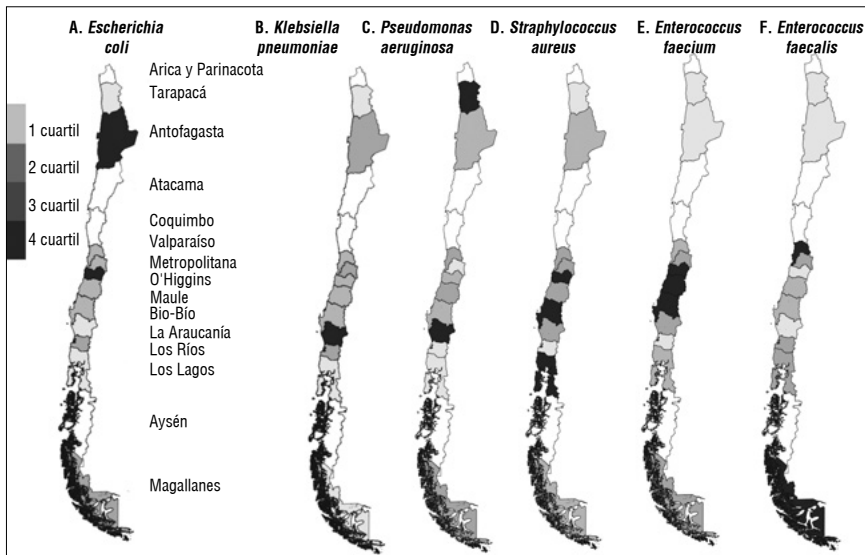 A. Escherichia
coli
B. Klebsiella
pneumoniae
C. Pseudomonas
aeruginosa
D. Straphylococcus
aureus
E. Enterococcus
faecium
F. Enterococcus
faecalis
1 cuartil
2 cuartil
3 cuartil
4 cuartil
Arica y Parinacota
Tarapacá
Antofagasta
Atacama
Coquimbo
Valparaíso
Metropolitana
O'Higgins
Maule
Bio-Bío
La Araucanía
Los Ríos
Los Lagos
Aysén
Magallanes